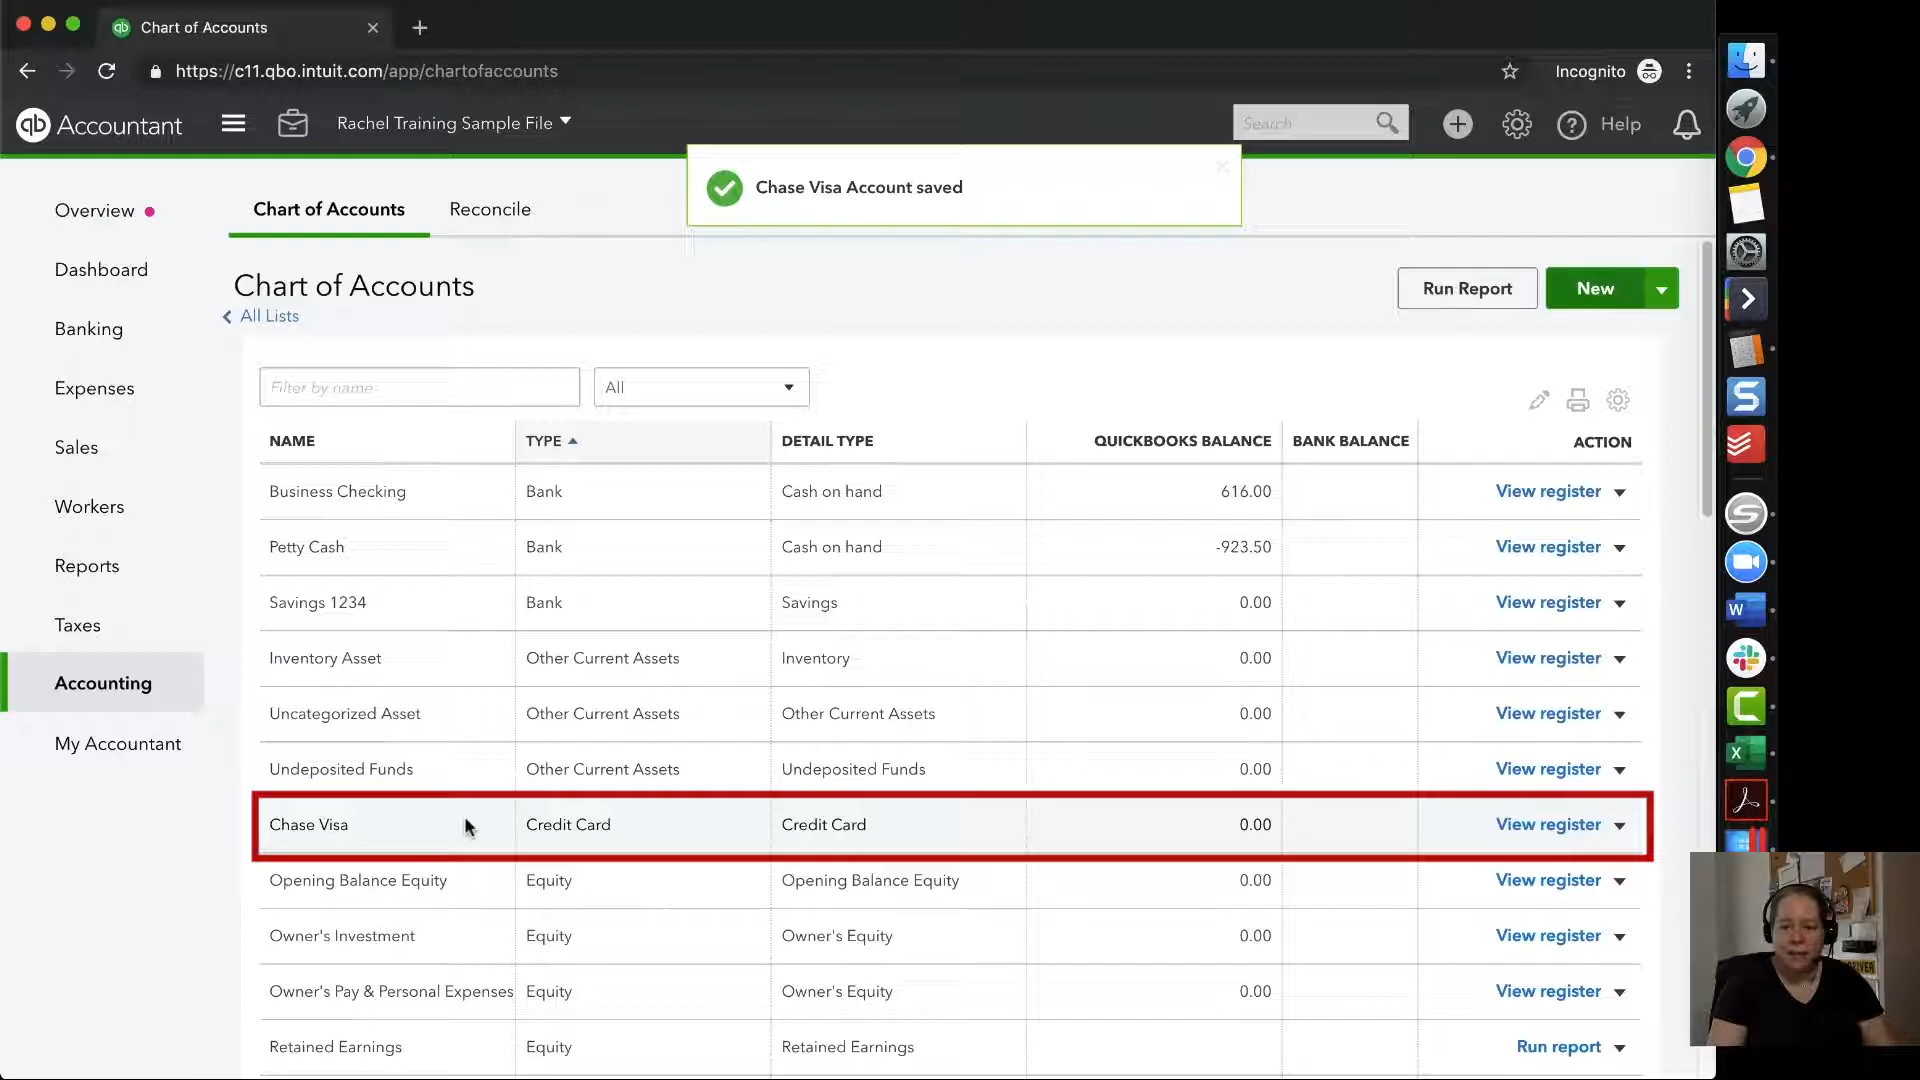 Chart of Accounts
https://c11.qbo.intuit.com/app/chartofaccounts
Incognito
qb Accountant
Rachel Training Sample File
Search
Help
Chase Visa Account saved
Overview
Dashboard
Banking
Expenses
Sales
Workers
Reports
Taxes
Accounting
My Accountant
Chart of Accounts Reconcile
Chart of Accounts
All Lists
Run Report New
Filter by name All
NAME TYPE DETAIL TYPE QUICKBOOKS BALANCE BANK BALANCE ACTION
Business Checking Bank Cash on hand 616.00 View register
Petty Cash Bank Cash on hand -923.50 View register
Savings 1234 Bank Savings 0.00 View register
Inventory Asset Other Current Assets Inventory 0.00 View register
Uncategorized Asset Other Current Assets Other Current Assets 0.00 View register
Undeposited Funds Other Current Assets Undeposited Funds 0.00 View register
Chase Visa Credit Card Credit Card 0.00 View register
Opening Balance Equity Equity Opening Balance Equity 0.00 View register
Owner's Investment Equity Owner's Equity 0.00 View register
Owner's Pay & Personal Expenses Equity Owner's Equity 0.00 View register
Retained Earnings Equity Retained Earnings Run report